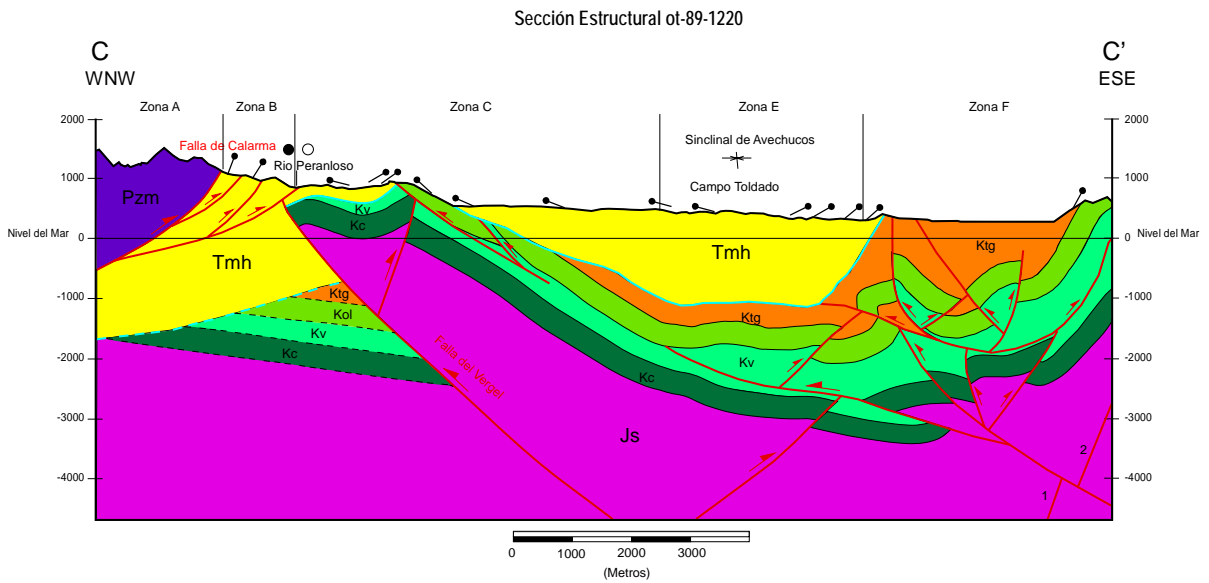 Sección Estructural ot-89-1220
C
C'
WNW
ESE
Zona A
Zona B
Zona C
Zona E
Zona F
2000
2000
Falla de Calarma
Sinclinal de Avechucos
Rio Peranloso
1000
1000
Pzm
Campo Toldado
Kv
Kc
Nivel del Mar
0
0
Nivel del Mar
Ktg
Tmh
Tmh
-1000
-1000
Ktg
Kol
Ktg
Kv
-2000
-2000
Kc
Kv
Falla del Vergel
Kc
-3000
-3000
Js
2
-4000
-4000
1
0
1000
2000
3000
(Metros)